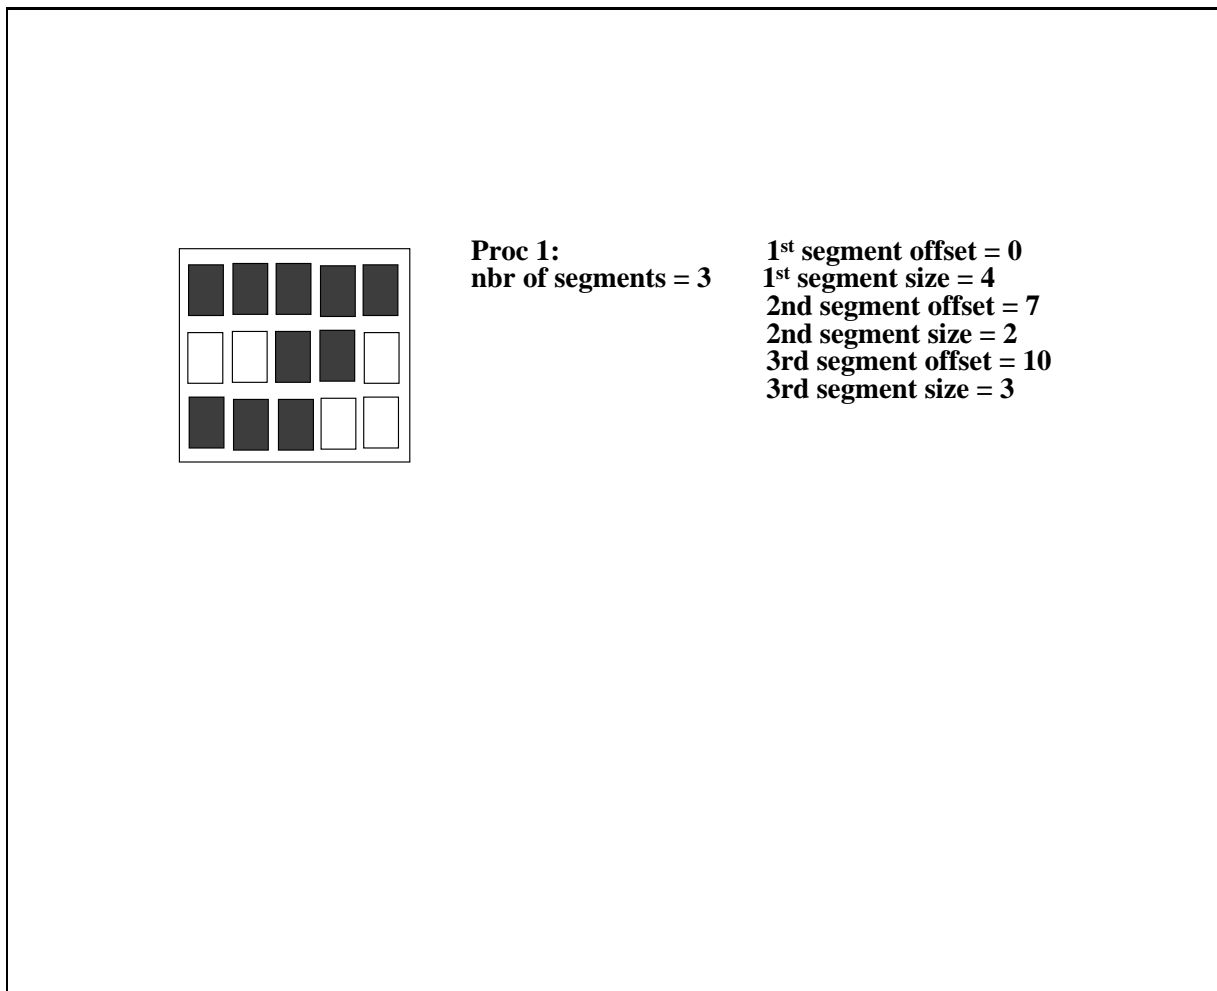 Proc 1:
nbr of segments = 3
1st segment offset = 0
1st segment size = 4
2nd segment offset = 7
2nd segment size = 2
3rd segment offset = 10
3rd segment size = 3